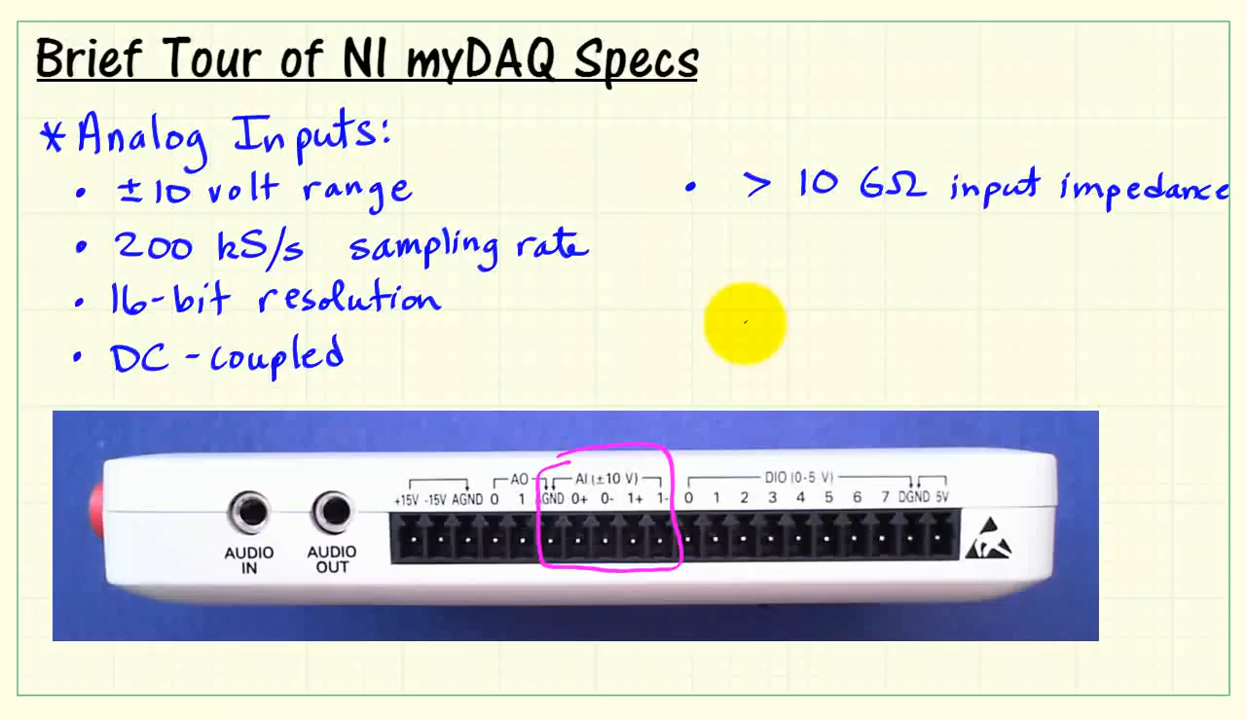 Brief Tour of NI myDAQ Specs
* Analog Inputs:
• ±10 volt range
• > 10 GΩ input impedance
• 200 kS/s sampling rate
• 16-bit resolution
• DC-coupled
AO AI (±10 V) DIO (0-5 V)
+15V -15V AGND 0 1 AGND 0+ 0- 1+ 1- 0 1 2 3 4 5 6 7 DGND 5V
AUDIO IN
AUDIO OUT